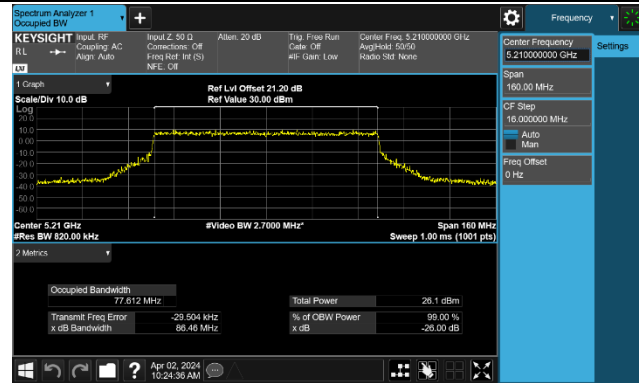 Spectrum Analyzer 1
Occupied BW
+
Frequency
KEYSIGHT
RL
LXI
Input: RF
Coupling: AC
Align: Auto
Input Z: 50 Ω
Corrections: Off
Freq Ref: Int (S)
NFE: Off
Atten: 20 dB
Trig: Free Run
Gate: Off
#IF Gain: Low
Center Freq: 5.210000000 GHz
Avg|Hold: 50/50
Radio Std: None
Center Frequency
5.210000000 GHz
Settings
Span
160.00 MHz
CF Step
16.000000 MHz
Auto
Man
Freq Offset
0 Hz
1 Graph
Scale/Div 10.0 dB
Ref Lvl Offset 21.20 dB
Ref Value 30.00 dBm
Log
20.0
10.0
0.00
-10.0
-20.0
-30.0
-40.0
-50.0
-60.0
Center 5.21 GHz
#Res BW 820.00 kHz
#Video BW 2.7000 MHz*
Span 160 MHz
Sweep 1.00 ms (1001 pts)
2 Metrics
Occupied Bandwidth
77.612 MHz
Total Power 26.1 dBm
Transmit Freq Error -29.504 kHz
% of OBW Power 99.00 %
x dB Bandwidth 86.46 MHz
x dB -26.00 dB
?
Apr 02, 2024
10:24:36 AM